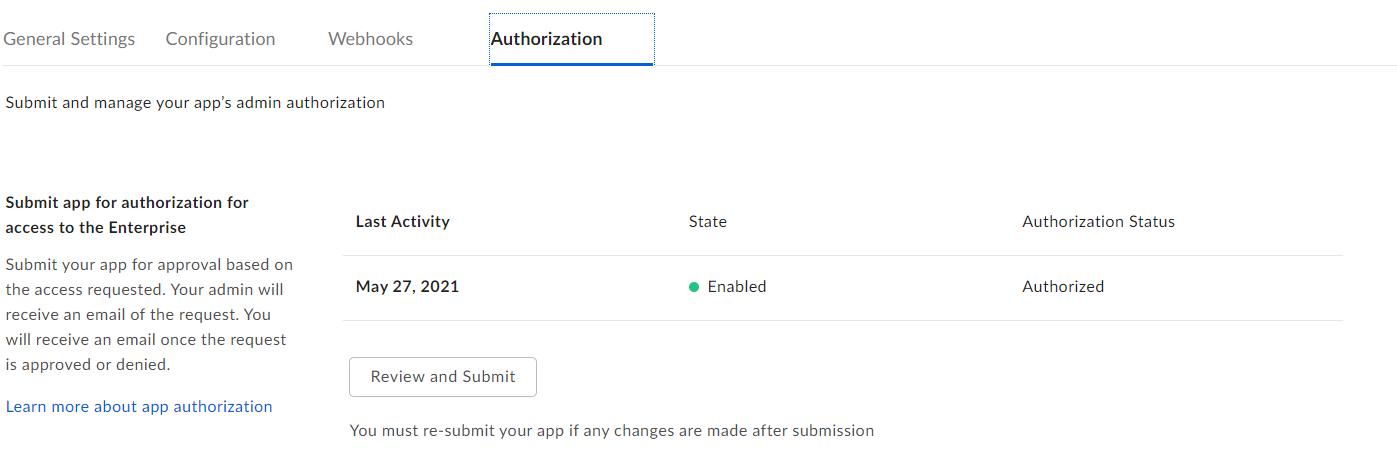 General Settings Configuration Webhooks Authorization
Submit and manage your app’s admin authorization
Submit app for authorization for
access to the Enterprise
Submit your app for approval based on
the access requested. Your admin will
receive an email of the request. You
will receive an email once the request
is approved or denied.
Learn more about app authorization
Last Activity State Authorization Status
May 27, 2021 Enabled Authorized
Review and Submit
You must re-submit your app if any changes are made after submission